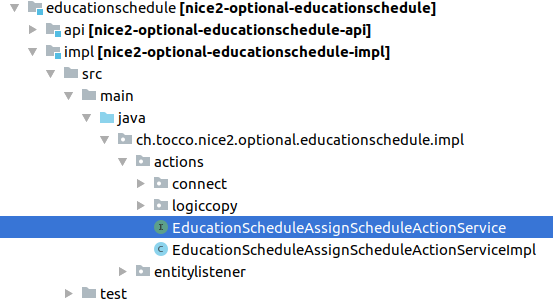 educationschedule [nice2-optional-educationschedule]
api [nice2-optional-educationschedule-api]
impl [nice2-optional-educationschedule-impl]
src
main
java
ch.tocco.nice2.optional.educationschedule.impl
actions
connect
logiccopy
I EducationScheduleAssignScheduleActionService
C EducationScheduleAssignScheduleActionServiceImpl
entitylistener
test